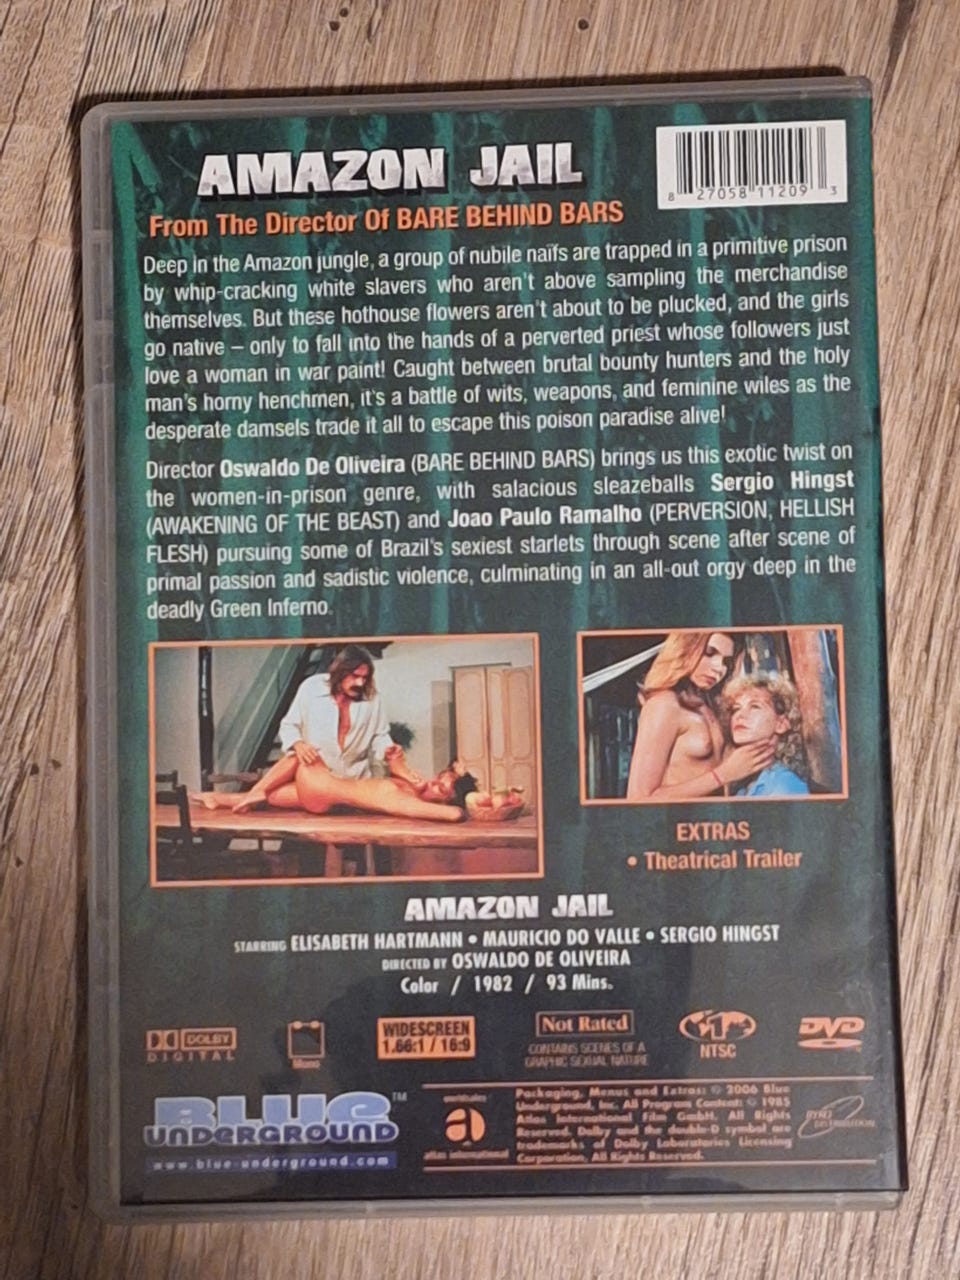 AMAZON JAIL
8 27058 11209 3
From The Director Of BARE BEHIND BARS
Deep in the Amazon jungle, a group of nubile naïfs are trapped in a primitive prison
by whip-cracking white slavers who aren't above sampling the merchandise
themselves. But these hothouse flowers aren't about to be plucked, and the girls
go native – only to fall into the hands of a perverted priest whose followers just
love a woman in war paint! Caught between brutal bounty hunters and the holy
man's horny henchmen, it's a battle of wits, weapons, and feminine wiles as the
desperate damsels trade it all to escape this poison paradise alive!
Director Oswaldo De Oliveira (BARE BEHIND BARS) brings us this exotic twist on
the women-in-prison genre, with salacious sleazeballs Sergio Hingst
(AWAKENING OF THE BEAST) and Joao Paulo Ramalho (PERVERSION, HELLISH
FLESH) pursuing some of Brazil's sexiest starlets through scene after scene of
primal passion and sadistic violence, culminating in an all-out orgy deep in the
deadly Green Inferno.
EXTRAS
• Theatrical Trailer
AMAZON JAIL
STARRING ELISABETH HARTMANN • MAURICIO DO VALLE • SERGIO HINGST
DIRECTED BY OSWALDO DE OLIVEIRA
Color / 1982 / 93 Mins.
DOLBY
DIGITAL
Mono
WIDESCREEN
1.66:1 / 16:9
Not Rated
CONTAINS SCENES OF A
GRAPHIC SEXUAL NATURE
1
NTSC
DVD
BLUE
UNDERGROUND™
www.blue-underground.com
worldsales
a
atlas international
Packaging, Menus and Extras: © 2006 Blue
Underground, Inc. All Program Content: © 1985
Atlas International Film GmbH. All Rights
Reserved. Dolby and the double-D symbol are
trademarks of Dolby Laboratories Licensing
Corporation. All Rights Reserved.
DISTRIBUTION